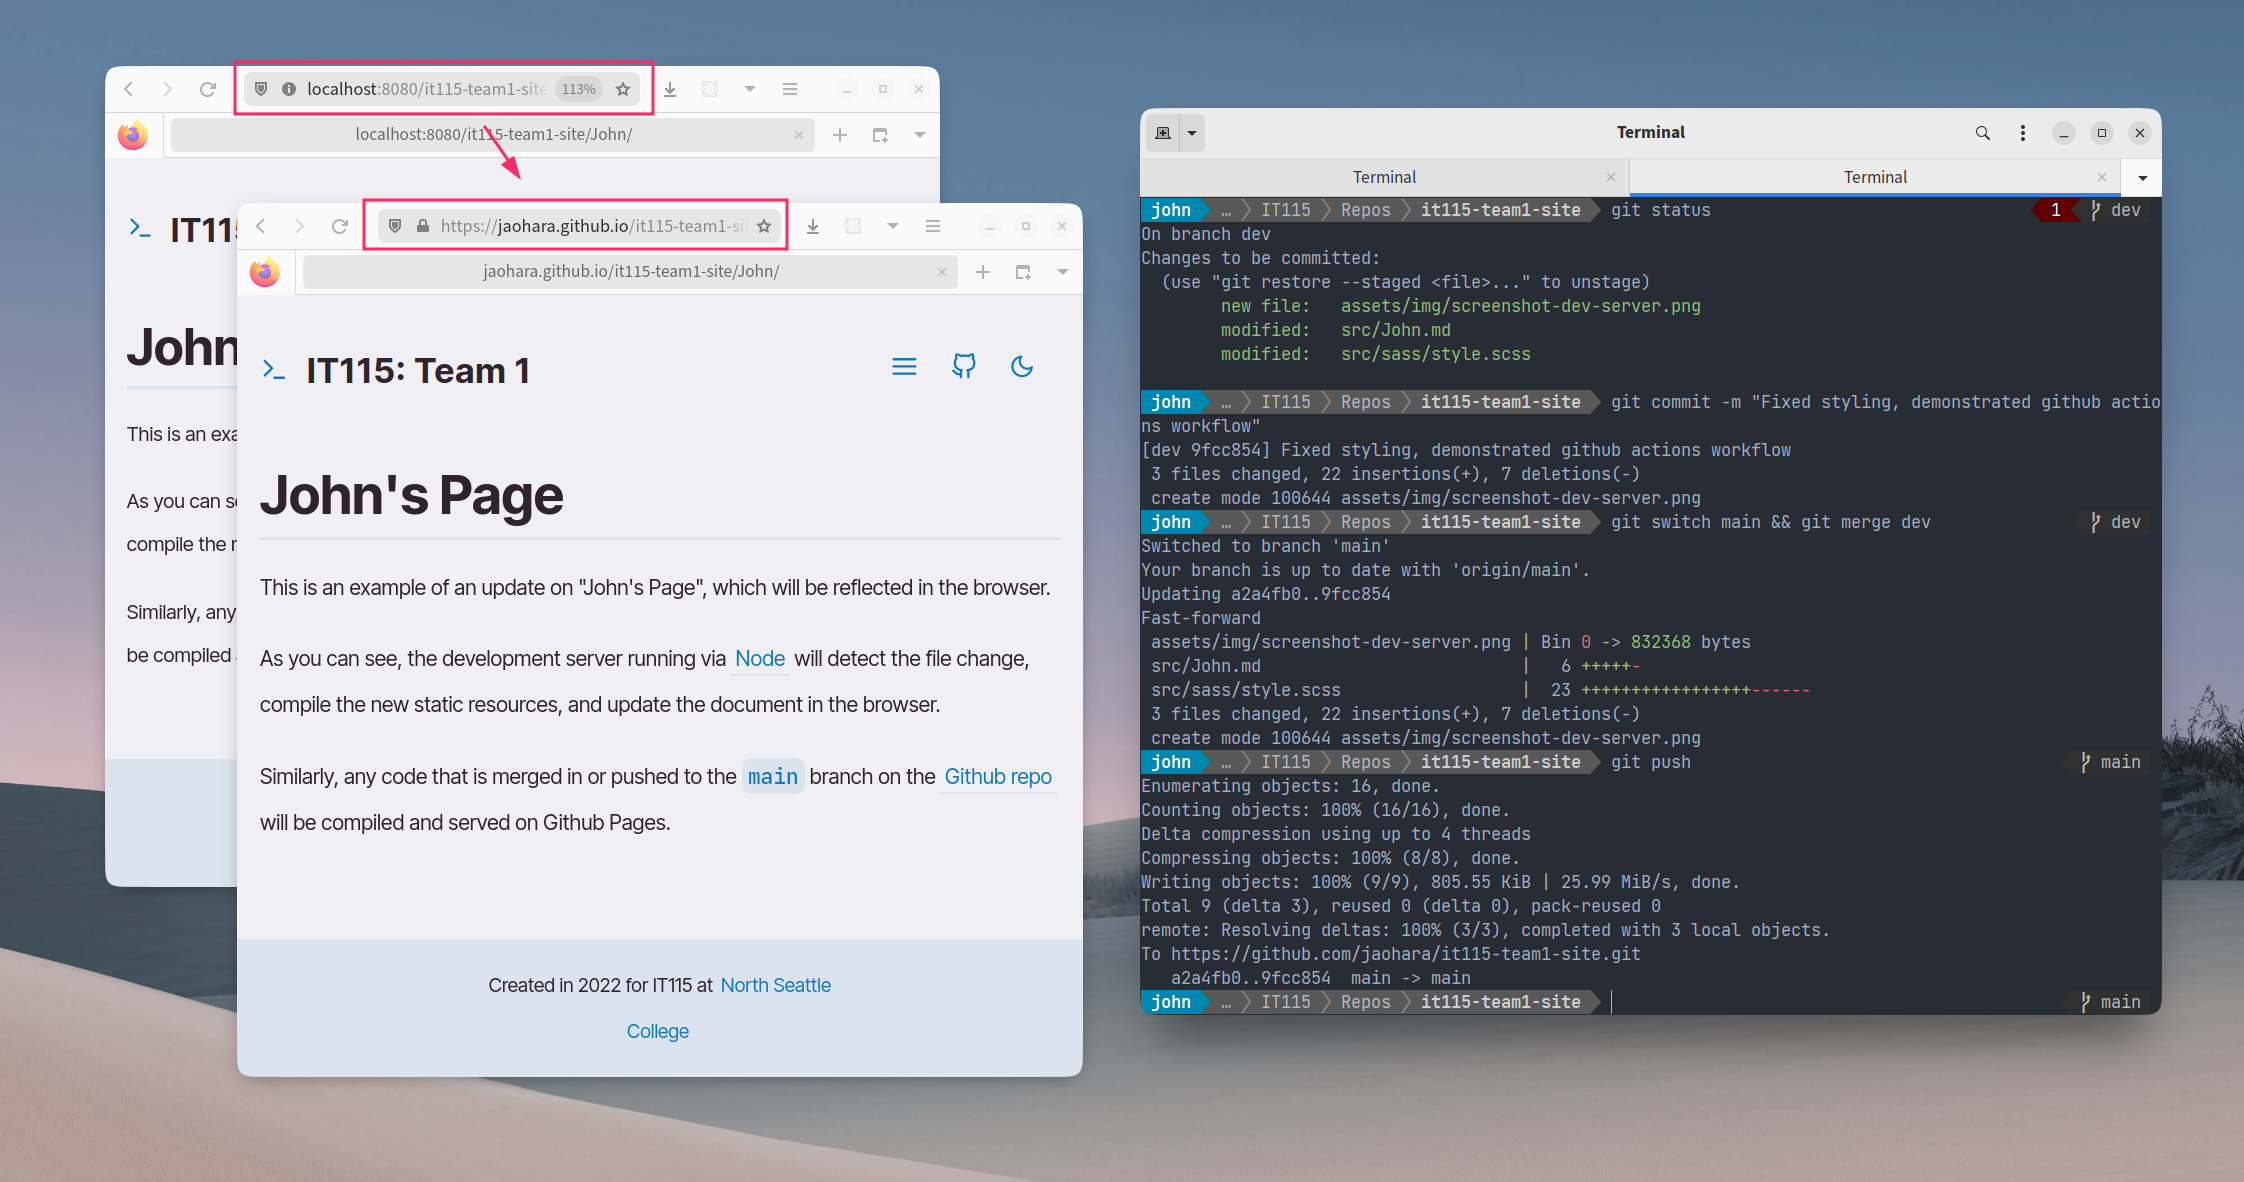 localhost:8080/it115-team1-site
113%
localhost:8080/it115-team1-site/John/
IT115
John
This is an exa
As you can se
compile the n
Similarly, any
be compiled
https://jaohara.github.io/it115-team1-si
jaohara.github.io/it115-team1-site/John/
>_ IT115: Team 1
John's Page
This is an example of an update on "John's Page", which will be reflected in the browser.
As you can see, the development server running via Node will detect the file change,
compile the new static resources, and update the document in the browser.
Similarly, any code that is merged in or pushed to the main branch on the Github repo
will be compiled and served on Github Pages.
Created in 2022 for IT115 at North Seattle
College
Terminal
Terminal
Terminal
john … IT115 Repos it115-team1-site git status 1 dev
On branch dev
Changes to be committed:
(use "git restore --staged <file>..." to unstage)
new file: assets/img/screenshot-dev-server.png
modified: src/John.md
modified: src/sass/style.scss
john … IT115 Repos it115-team1-site git commit -m "Fixed styling, demonstrated github actio
ns workflow"
[dev 9fcc854] Fixed styling, demonstrated github actions workflow
3 files changed, 22 insertions(+), 7 deletions(-)
create mode 100644 assets/img/screenshot-dev-server.png
john … IT115 Repos it115-team1-site git switch main && git merge dev dev
Switched to branch 'main'
Your branch is up to date with 'origin/main'.
Updating a2a4fb0..9fcc854
Fast-forward
assets/img/screenshot-dev-server.png | Bin 0 -> 832368 bytes
src/John.md | 6 +++++-
src/sass/style.scss | 23 +++++++++++++++++------
3 files changed, 22 insertions(+), 7 deletions(-)
create mode 100644 assets/img/screenshot-dev-server.png
john … IT115 Repos it115-team1-site git push main
Enumerating objects: 16, done.
Counting objects: 100% (16/16), done.
Delta compression using up to 4 threads
Compressing objects: 100% (8/8), done.
Writing objects: 100% (9/9), 805.55 KiB | 25.99 MiB/s, done.
Total 9 (delta 3), reused 0 (delta 0), pack-reused 0
remote: Resolving deltas: 100% (3/3), completed with 3 local objects.
To https://github.com/jaohara/it115-team1-site.git
a2a4fb0..9fcc854 main -> main
john … IT115 Repos it115-team1-site main